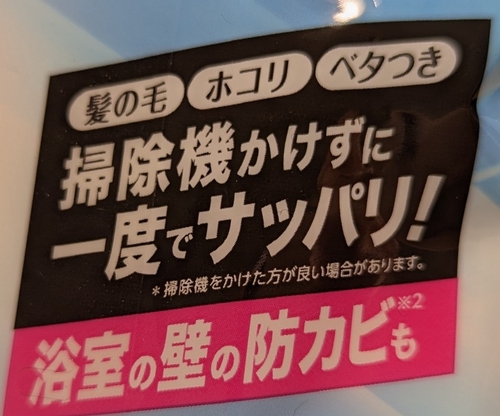 髪の毛 ホコリ ベタつき
掃除機かけずに
一度でサッパリ!
*掃除機をかけた方が良い場合があります。
浴室の壁の防カビも※2